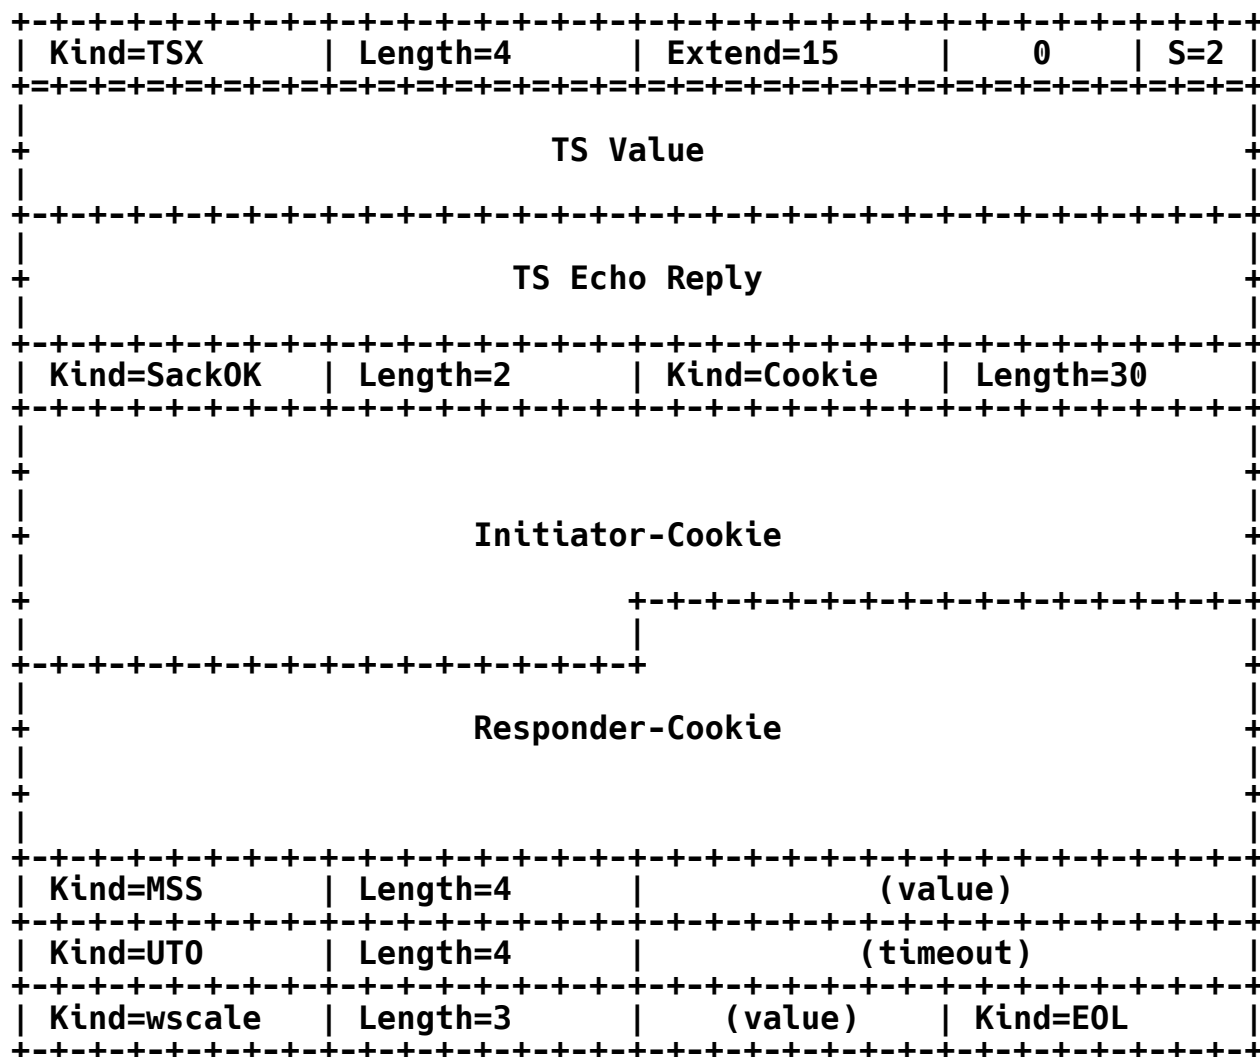 | Kind=TSX | Length=4 | Extend=15 | 0 | S=2 |
TS Value
TS Echo Reply
| Kind=SackOK | Length=2 | Kind=Cookie | Length=30 |
Initiator-Cookie
Responder-Cookie
| Kind=MSS | Length=4 | (value) |
| Kind=UTO | Length=4 | (timeout) |
| Kind=wscale | Length=3 | (value) | Kind=EOL |